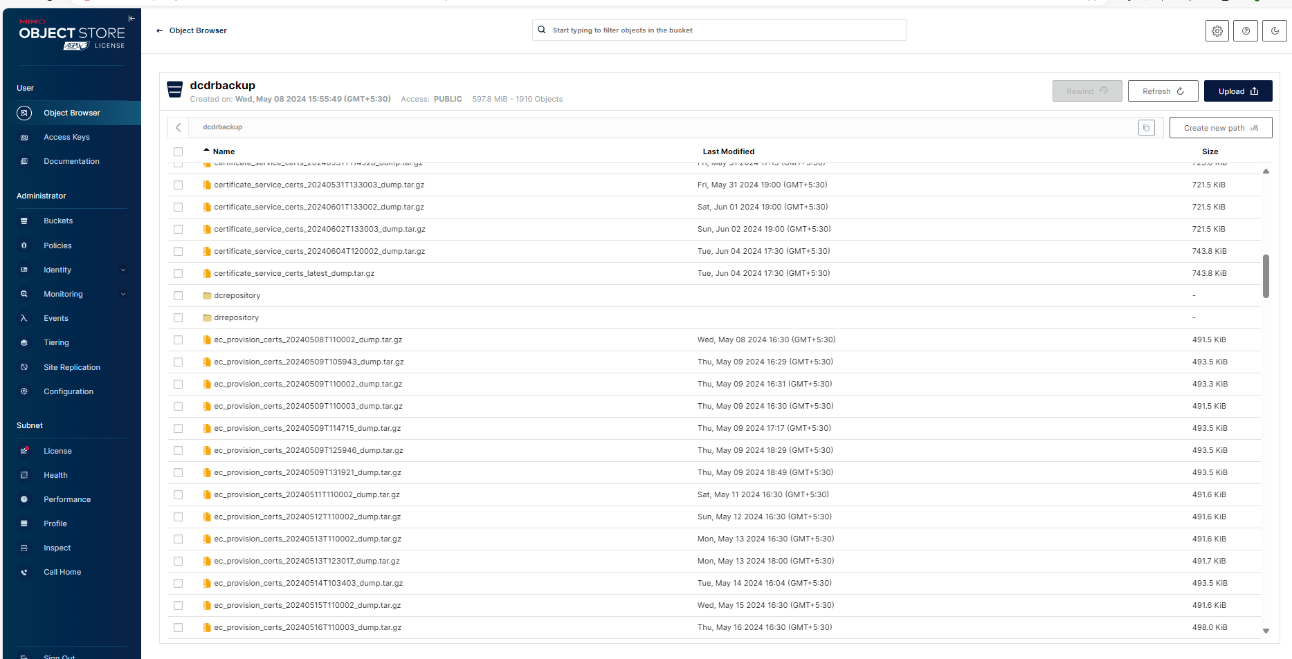 MINIO
OBJECT STORE
AGPLv3 LICENSE
User
Object Browser
Access Keys
Documentation
Administrator
Buckets
Policies
Identity
Monitoring
Events
Tiering
Site Replication
Configuration
Subnet
License
Health
Performance
Profile
Inspect
Call Home
Sign Out
← Object Browser
Start typing to filter objects in the bucket
dcdrbackup
Created on: Wed, May 08 2024 15:55:49 (GMT+5:30) Access: PUBLIC 597.8 MiB - 1910 Objects
Rewind Refresh Upload
dcdrbackup
Create new path
Name Last Modified Size
certificate_service_certs_20240531T114326_dump.tar.gz Fri, May 31 2024 17:13 (GMT+5:30)
certificate_service_certs_20240531T133003_dump.tar.gz Fri, May 31 2024 19:00 (GMT+5:30) 721.5 KiB
certificate_service_certs_20240601T133002_dump.tar.gz Sat, Jun 01 2024 19:00 (GMT+5:30) 721.5 KiB
certificate_service_certs_20240602T133003_dump.tar.gz Sun, Jun 02 2024 19:00 (GMT+5:30) 721.5 KiB
certificate_service_certs_20240604T120002_dump.tar.gz Tue, Jun 04 2024 17:30 (GMT+5:30) 743.8 KiB
certificate_service_certs_latest_dump.tar.gz Tue, Jun 04 2024 17:30 (GMT+5:30) 743.8 KiB
dcrepository -
drrepository -
ec_provision_certs_20240508T110002_dump.tar.gz Wed, May 08 2024 16:30 (GMT+5:30) 491.5 KiB
ec_provision_certs_20240509T105943_dump.tar.gz Thu, May 09 2024 16:29 (GMT+5:30) 493.5 KiB
ec_provision_certs_20240509T110002_dump.tar.gz Thu, May 09 2024 16:31 (GMT+5:30) 493.3 KiB
ec_provision_certs_20240509T110003_dump.tar.gz Thu, May 09 2024 16:30 (GMT+5:30) 491.5 KiB
ec_provision_certs_20240509T114715_dump.tar.gz Thu, May 09 2024 17:17 (GMT+5:30) 493.5 KiB
ec_provision_certs_20240509T125946_dump.tar.gz Thu, May 09 2024 18:29 (GMT+5:30) 493.5 KiB
ec_provision_certs_20240509T131921_dump.tar.gz Thu, May 09 2024 18:49 (GMT+5:30) 493.5 KiB
ec_provision_certs_20240511T110002_dump.tar.gz Sat, May 11 2024 16:30 (GMT+5:30) 491.6 KiB
ec_provision_certs_20240512T110002_dump.tar.gz Sun, May 12 2024 16:30 (GMT+5:30) 491.6 KiB
ec_provision_certs_20240513T110002_dump.tar.gz Mon, May 13 2024 16:30 (GMT+5:30) 491.6 KiB
ec_provision_certs_20240513T123017_dump.tar.gz Mon, May 13 2024 18:00 (GMT+5:30) 491.7 KiB
ec_provision_certs_20240514T103403_dump.tar.gz Tue, May 14 2024 16:04 (GMT+5:30) 493.5 KiB
ec_provision_certs_20240515T110002_dump.tar.gz Wed, May 15 2024 16:30 (GMT+5:30) 491.6 KiB
ec_provision_certs_20240516T110003_dump.tar.gz Thu, May 16 2024 16:30 (GMT+5:30) 498.0 KiB